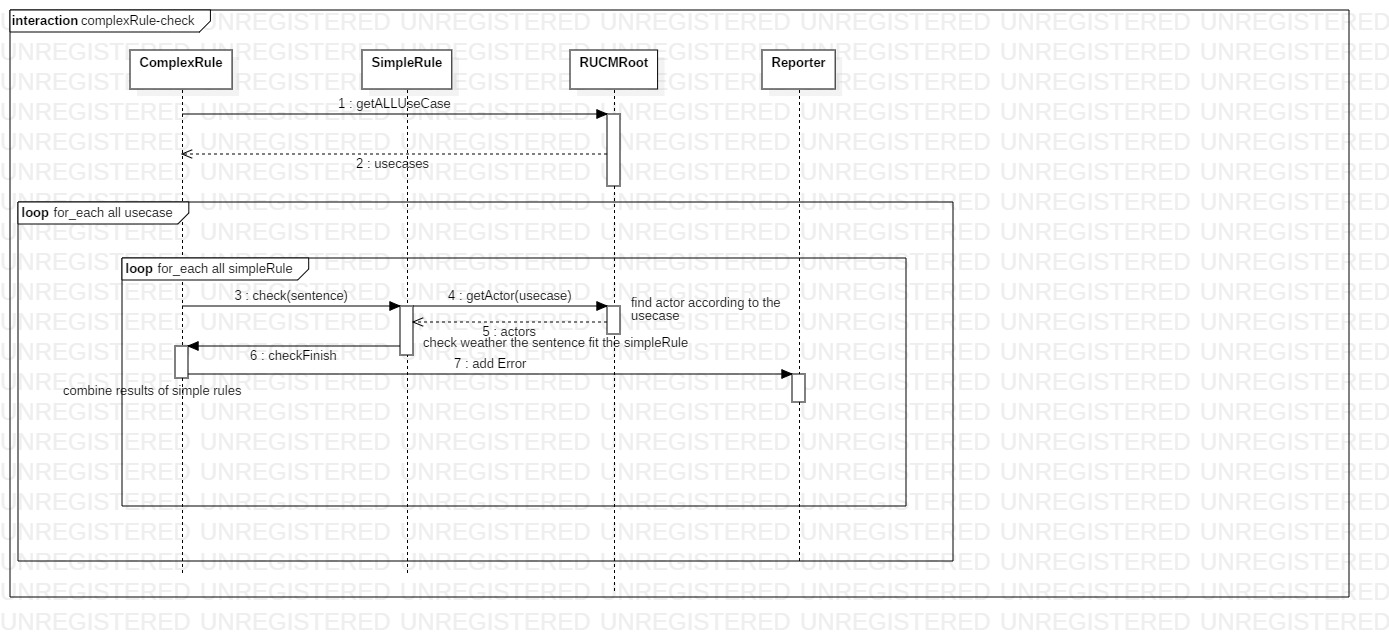 interaction complexRule-check
ComplexRule
SimpleRule
RUCMRoot
Reporter
1 : getALLUseCase
2 : usecases
loop for_each all usecase
loop for_each all simpleRule
3 : check(sentence)
4 : getActor(usecase)
find actor according to the
usecase
5 : actors
check weather the sentence fit the simpleRule
6 : checkFinish
7 : add Error
combine results of simple rules
UNREGISTERED UNREGISTERED UNREGISTERED UNREGISTERED UNREGISTERED UNREGISTERED UNREGISTERED